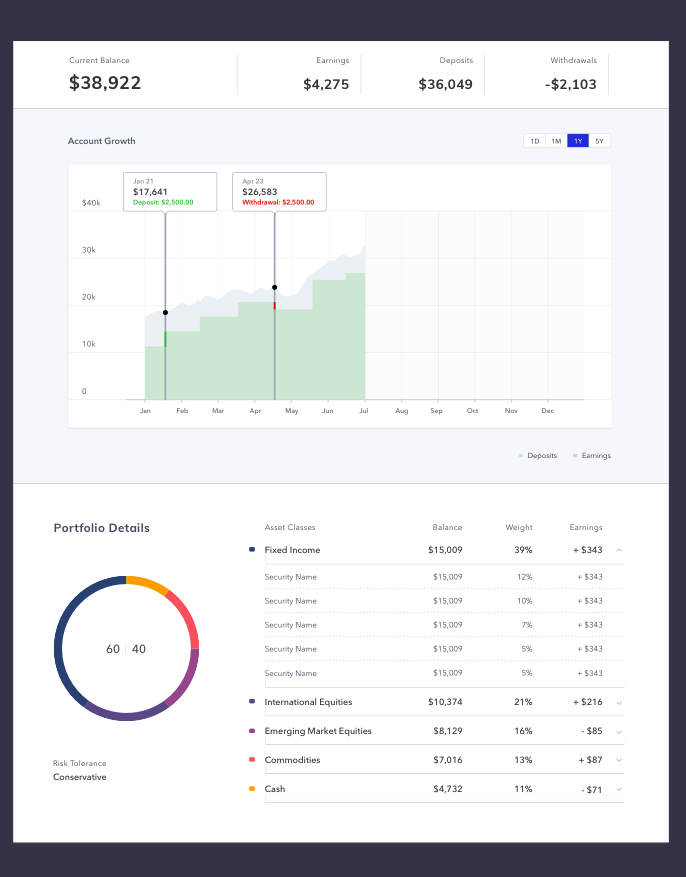 Current Balance
Earnings
Deposits
Withdrawals
$38,922
$4,275
$36,049
-$2,103
Account Growth
1D 1M 1Y 5Y
Jan 21
$17,641
Deposit: $2,500.00
Apr 23
$26,583
Withdrawal: $2,500.00
$40k
30k
20k
10k
0
Jan Feb Mar Apr May Jun Jul Aug Sep Oct Nov Dec
Deposits Earnings
Portfolio Details
60 | 40
Risk Tolerance
Conservative
Asset Classes Balance Weight Earnings
Fixed Income $15,009 39% + $343
Security Name $15,009 12% + $343
Security Name $15,009 10% + $343
Security Name $15,009 7% + $343
Security Name $15,009 5% + $343
Security Name $15,009 5% + $343
International Equities $10,374 21% + $216
Emerging Market Equities $8,129 16% - $85
Commodities $7,016 13% + $87
Cash $4,732 11% - $71